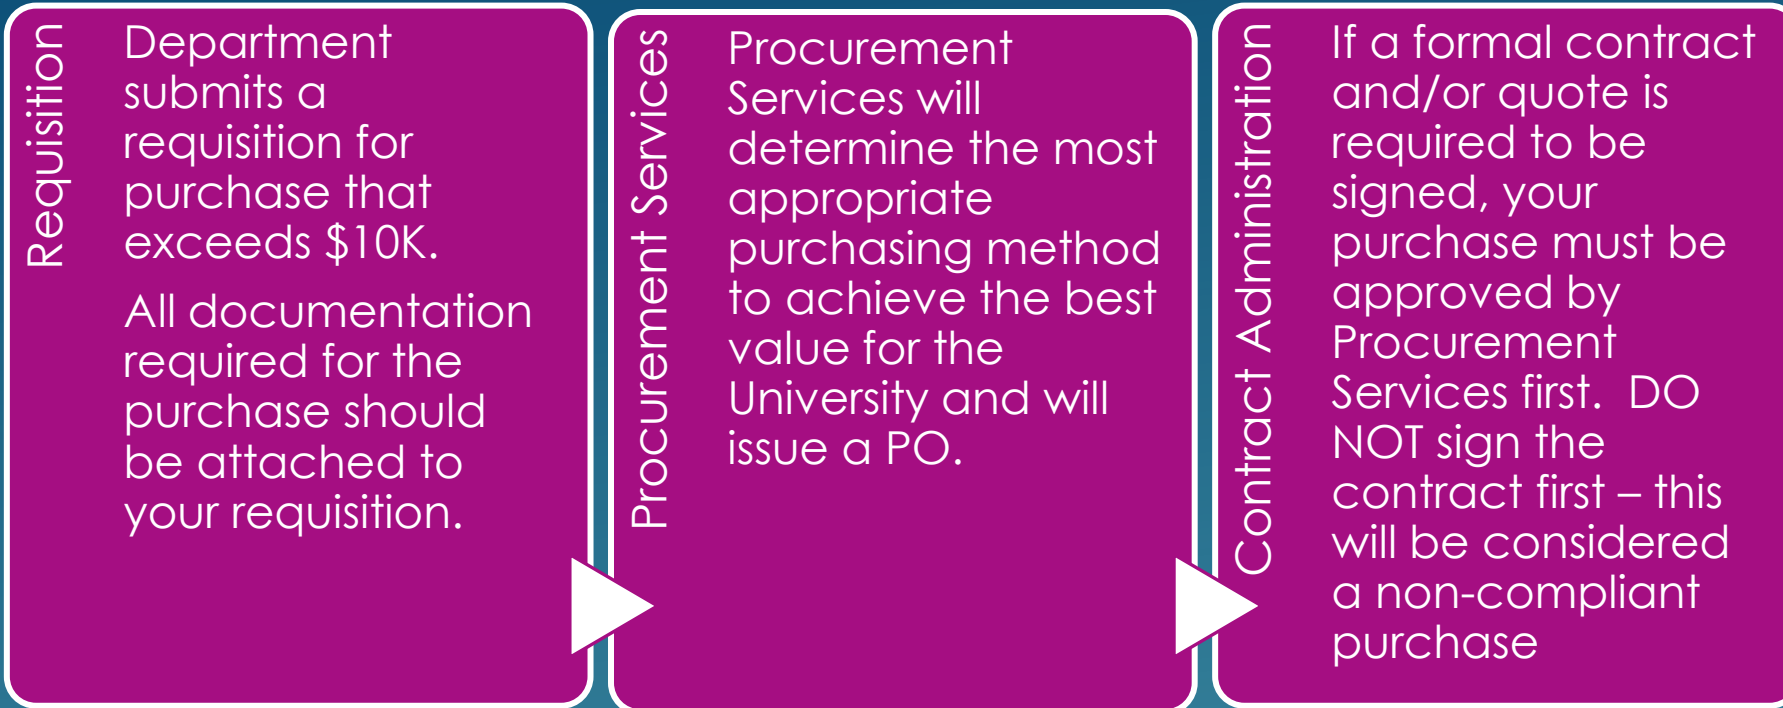 Requisition
Department
submits a
requisition for
purchase that
exceeds $10K.
All documentation
required for the
purchase should
be attached to
your requisition.
Procurement Services
Procurement
Services will
determine the most
appropriate
purchasing method
to achieve the best
value for the
University and will
issue a PO.
Contract Administration
If a formal contract
and/or quote is
required to be
signed, your
purchase must be
approved by
Procurement
Services first.  DO
NOT sign the
contract first – this
will be considered
a non-compliant
purchase